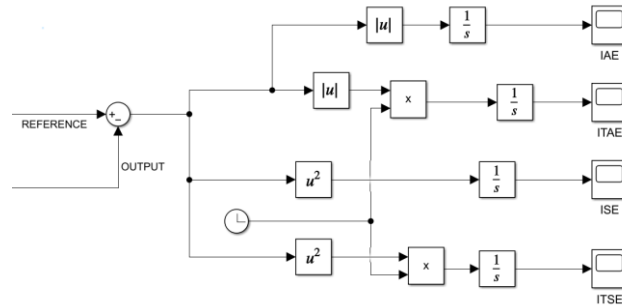 |u|
1
s
IAE
|u|
x
1
s
ITAE
+
-
REFERENCE
OUTPUT
u²
1
s
ISE
u²
x
1
s
ITSE